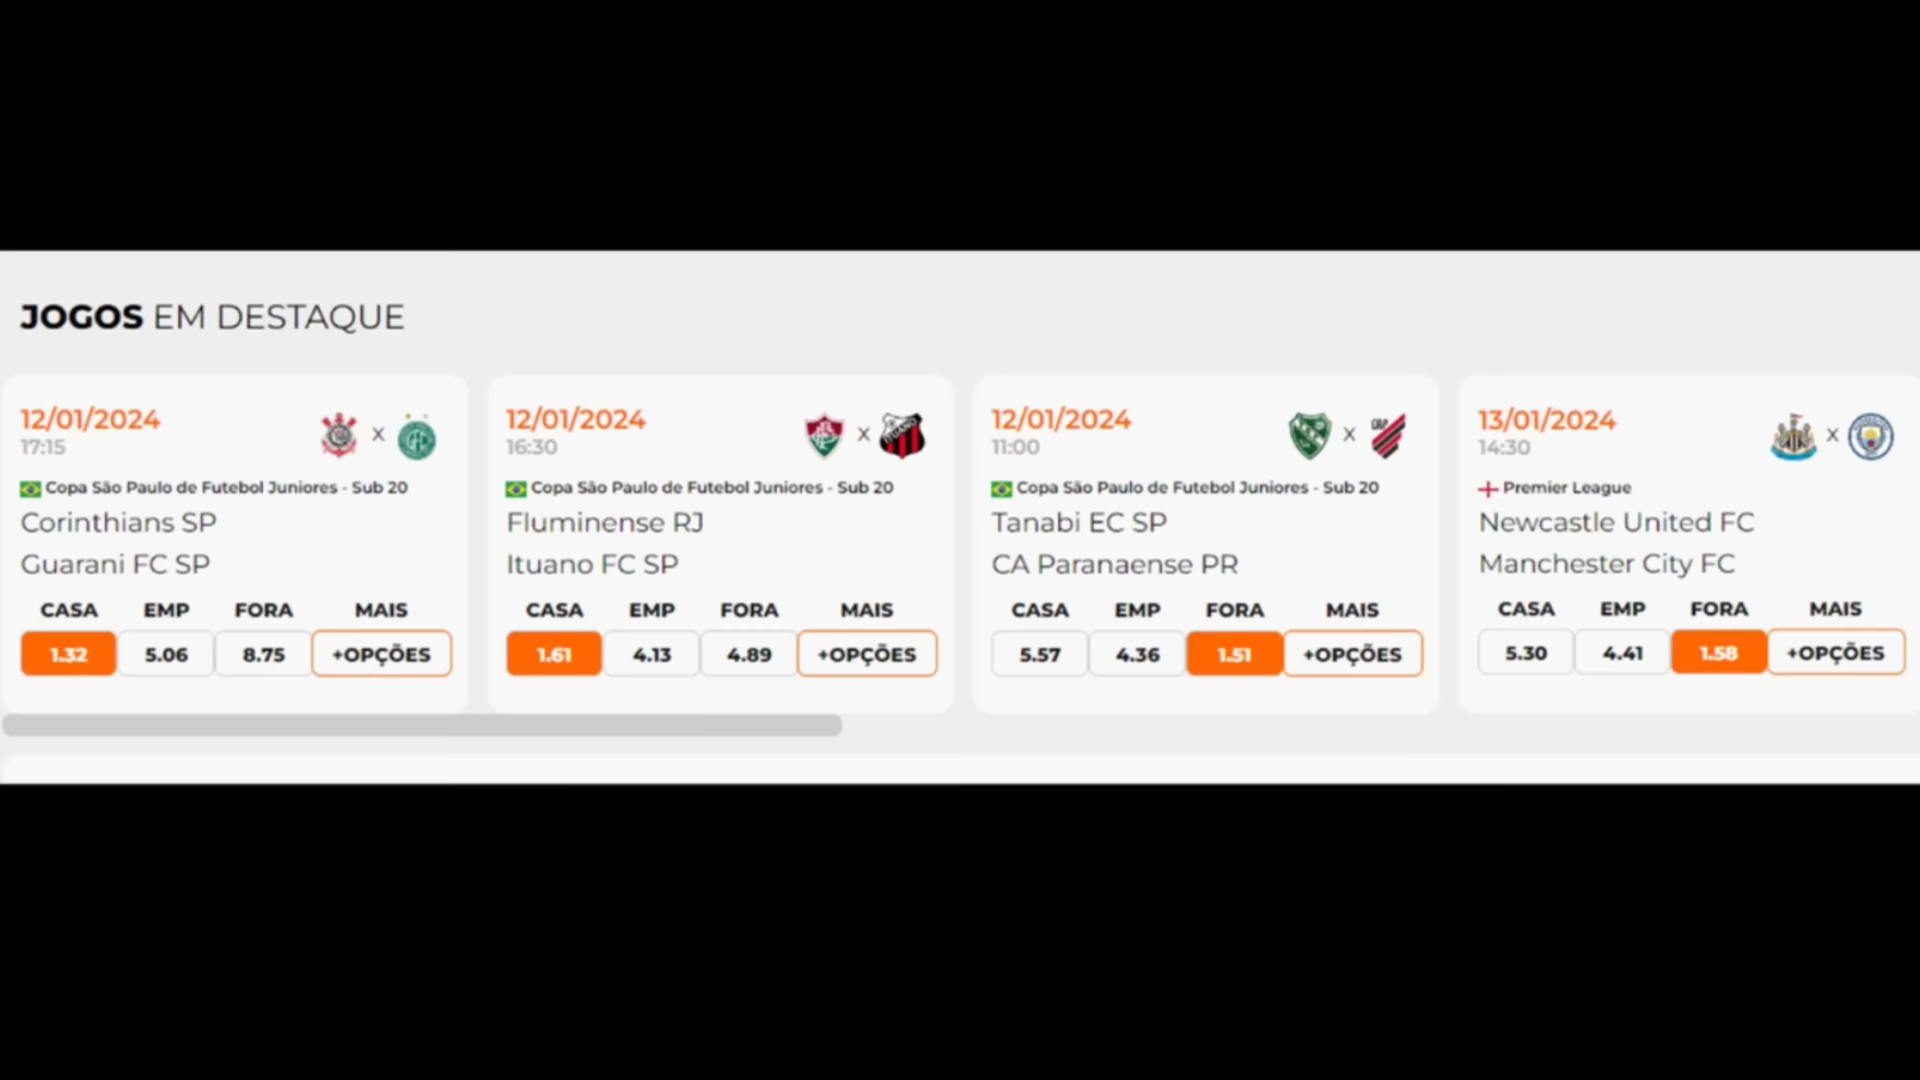 JOGOS EM DESTAQUE
12/01/2024
17:15
X
Copa São Paulo de Futebol Juniores - Sub 20
Corinthians SP
Guarani FC SP
CASA EMP FORA MAIS
1.32 5.06 8.75 +OPÇÕES
12/01/2024
16:30
X
ITUANO
Copa São Paulo de Futebol Juniores - Sub 20
Fluminense RJ
Ituano FC SP
CASA EMP FORA MAIS
1.61 4.13 4.89 +OPÇÕES
12/01/2024
11:00
X
CAP
Copa São Paulo de Futebol Juniores - Sub 20
Tanabi EC SP
CA Paranaense PR
CASA EMP FORA MAIS
5.57 4.36 1.51 +OPÇÕES
13/01/2024
14:30
X
Premier League
Newcastle United FC
Manchester City FC
CASA EMP FORA MAIS
5.30 4.41 1.58 +OPÇÕES